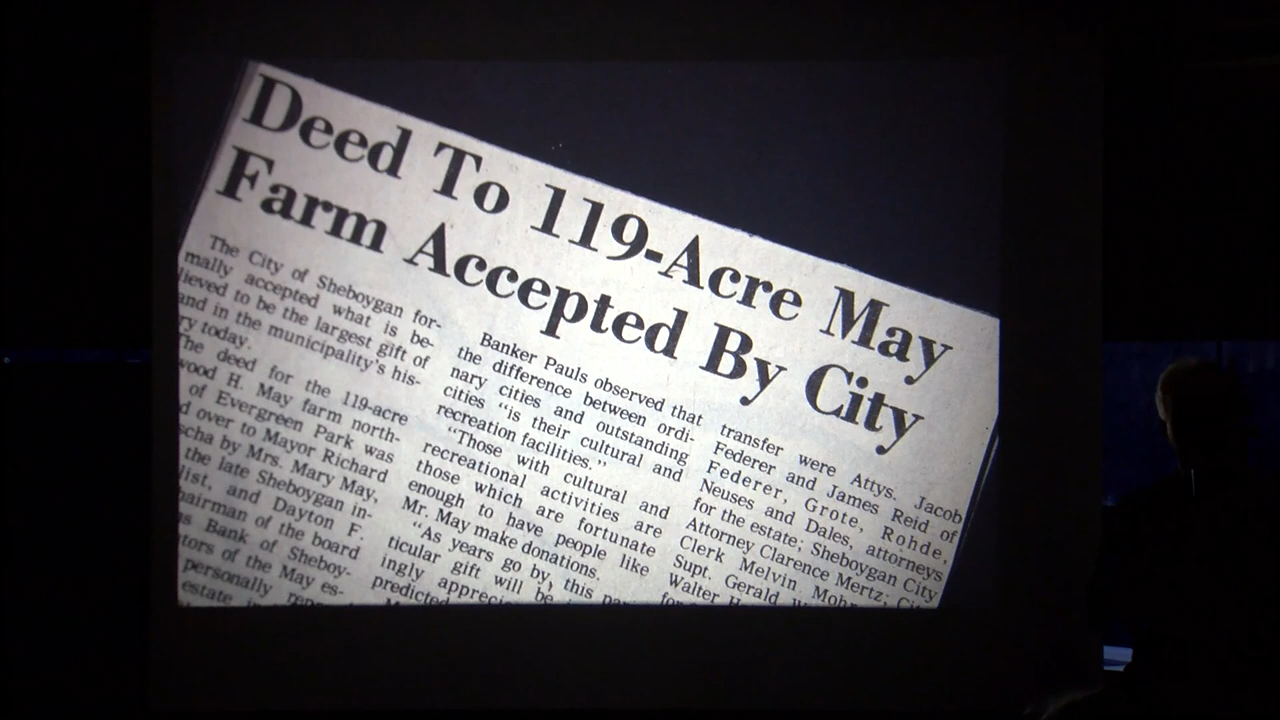 Deed To 119-Acre May
Farm Accepted By City
The City of Sheboygan for-
mally accepted what is be-
lieved to be the largest gift of
and in the municipality's his-
ry today.
The deed for the 119-acre
wood H. May farm north-
of Evergreen Park was
d over to Mayor Richard
scha by Mrs. Mary May,
the late Sheboygan in-
list, and Dayton F.
hairman of the board
s Bank of Sheboy-
tors of the May es-
personally rep
estate in
Banker Pauls observed that
the difference between ordi-
nary cities and outstanding
cities "is their cultural and
recreation facilities."
"Those with cultural and
recreational activities are
those which are fortunate
enough to have people like
Mr. May make donations.
"As years go by, this par-
ticular gift will be
ingly appreci
predicted
transfer were Attys. Jacob
Federer and James Reid of
Federer, Grote, Rohde,
Neuses and Dales, attorneys
for the estate; Sheboygan City
Attorney Clarence Mertz; City
Clerk Melvin Mohr
Supt. Gerald W
Walter H
for